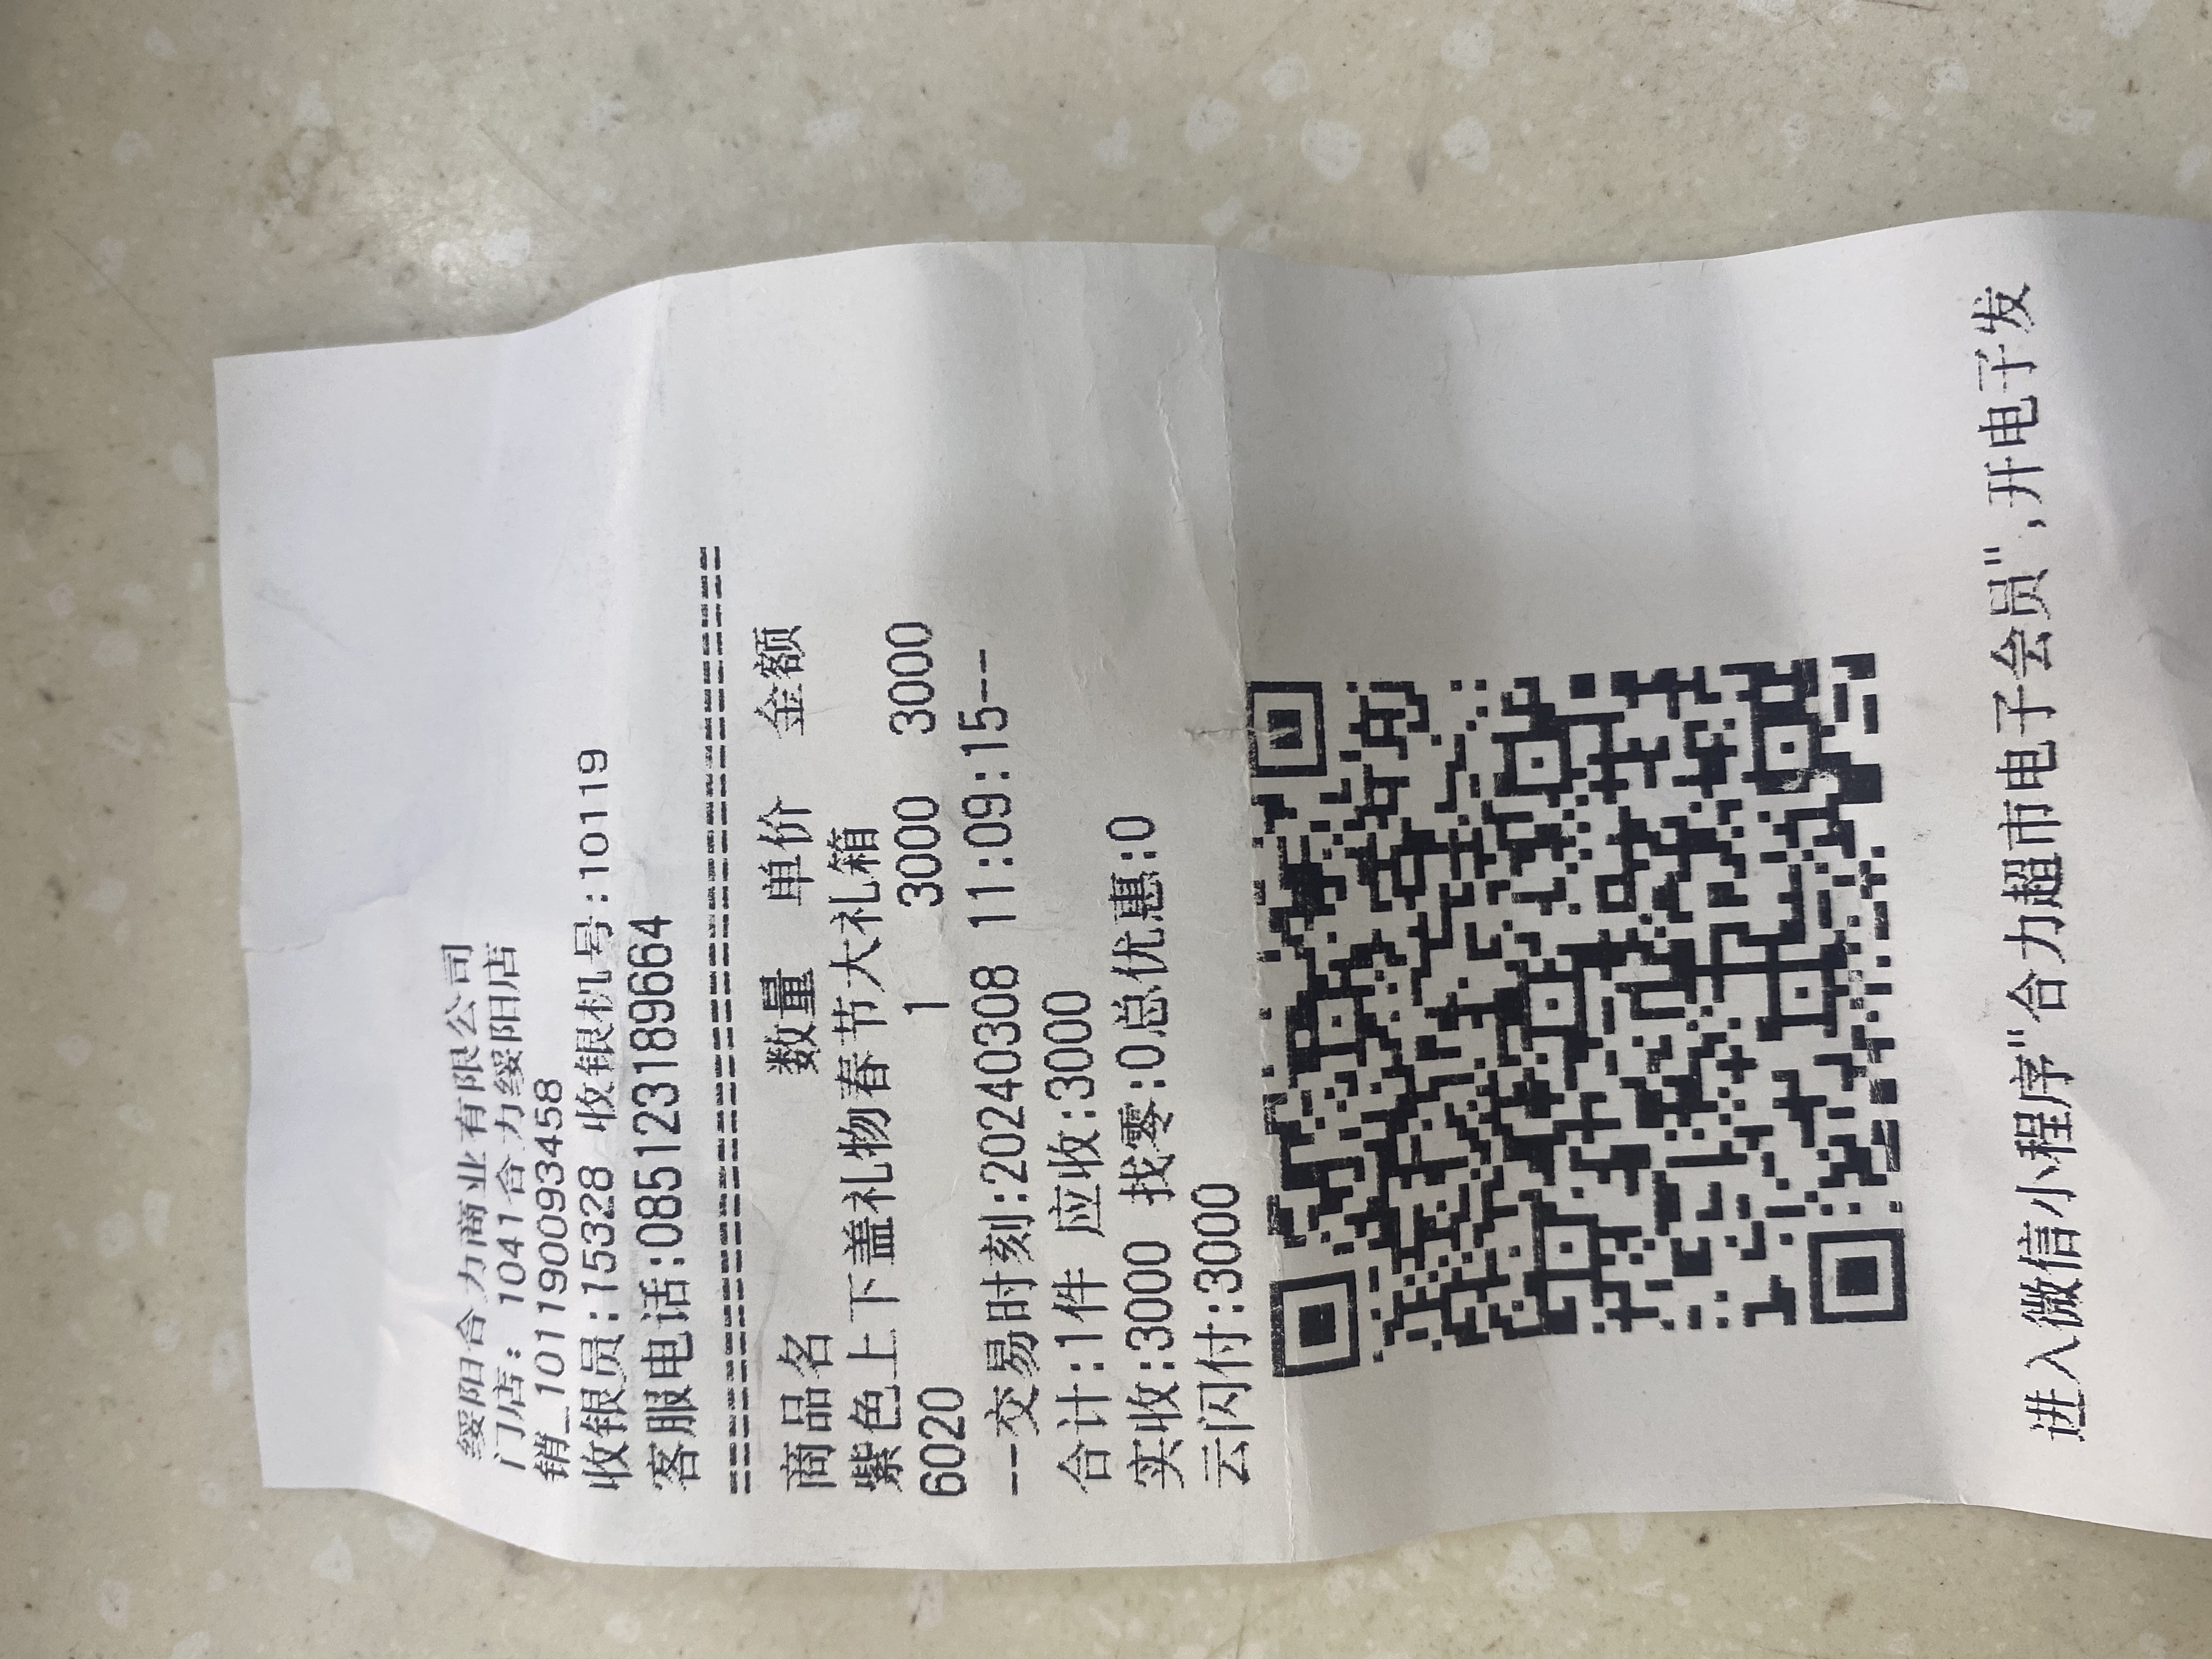 绥阳合力商业有限公司
门店：1041合力绥阳店
销_1011190093458
收银员:15328 收银机号:10119
客服电话:085123189664
================================
商品名 数量 单价 金额
紫色上下盖礼物春节大礼箱
6020 1 3000 3000
--交易时刻:20240308 11:09:15--
合计:1件 应收:3000
实收:3000 找零:0总优惠:0
云闪付:3000
进入微信小程序"合力超市电子会员",开电子发